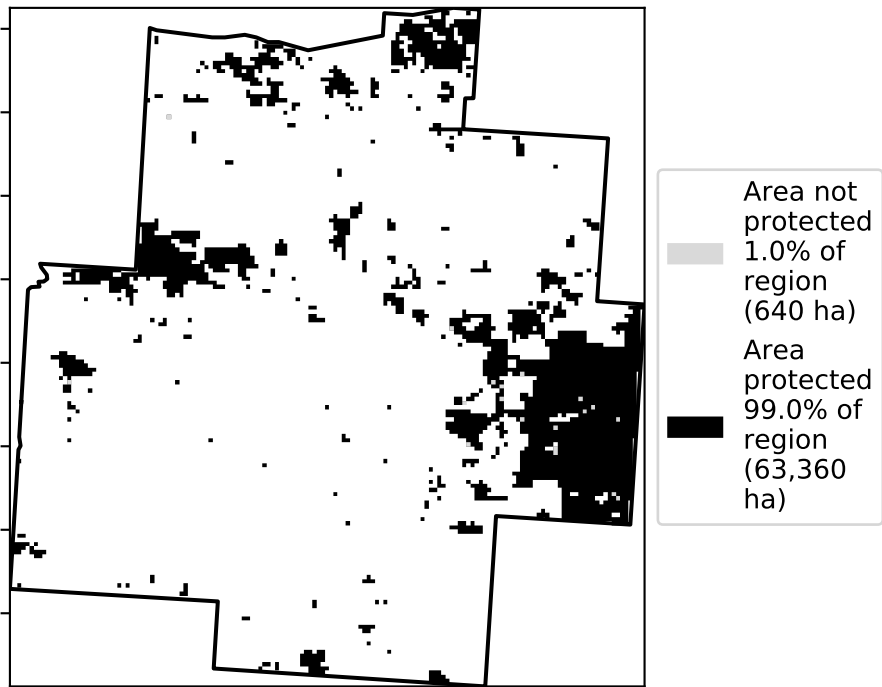 Area not
protected
1.0% of
region
(640 ha)
Area
protected
99.0% of
region
(63,360
ha)